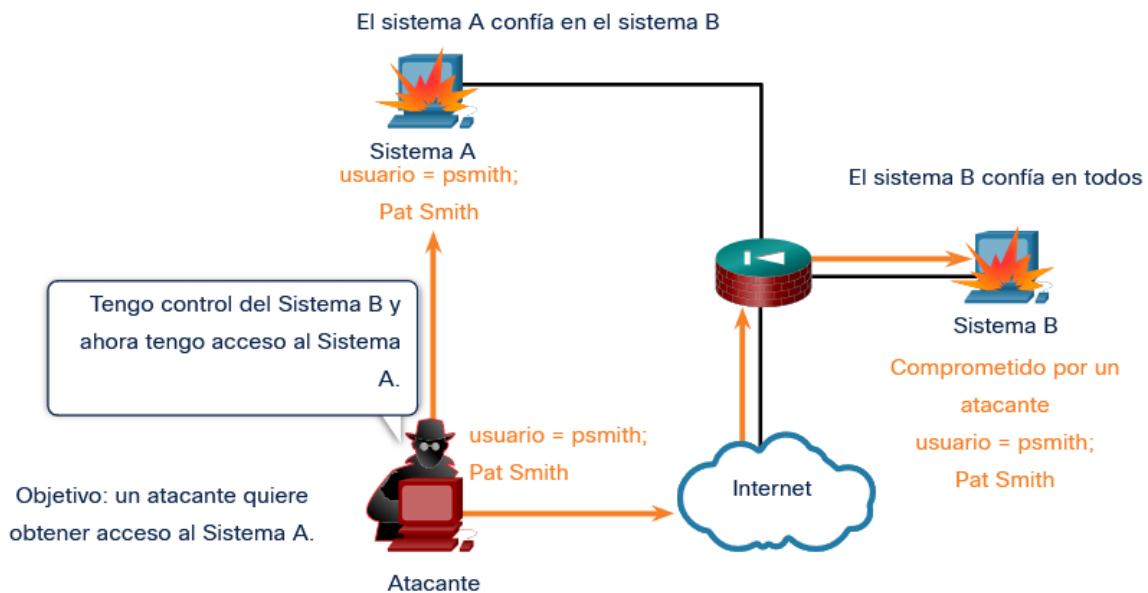 El sistema A confía en el sistema B
Sistema A
usuario = psmith;
Pat Smith
El sistema B confía en todos
Sistema B
Comprometido por un
atacante
usuario = psmith;
Pat Smith
Tengo control del Sistema B y
ahora tengo acceso al Sistema
A.
usuario = psmith;
Pat Smith
Internet
Objetivo: un atacante quiere
obtener acceso al Sistema A.
Atacante